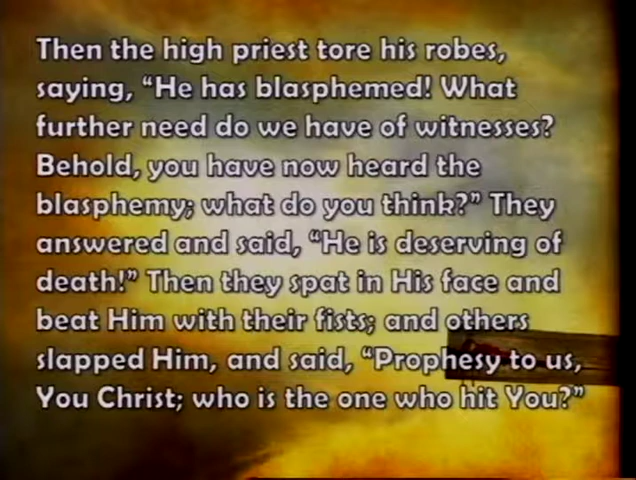 Then the high priest tore his robes,
saying, “He has blasphemed! What
further need do we have of witnesses?
Behold, you have now heard the
blasphemy; what do you think?” They
answered and said, “He is deserving of
death!” Then they spat in His face and
beat Him with their fists; and others
slapped Him, and said, “Prophesy to us,
You Christ; who is the one who hit You?”